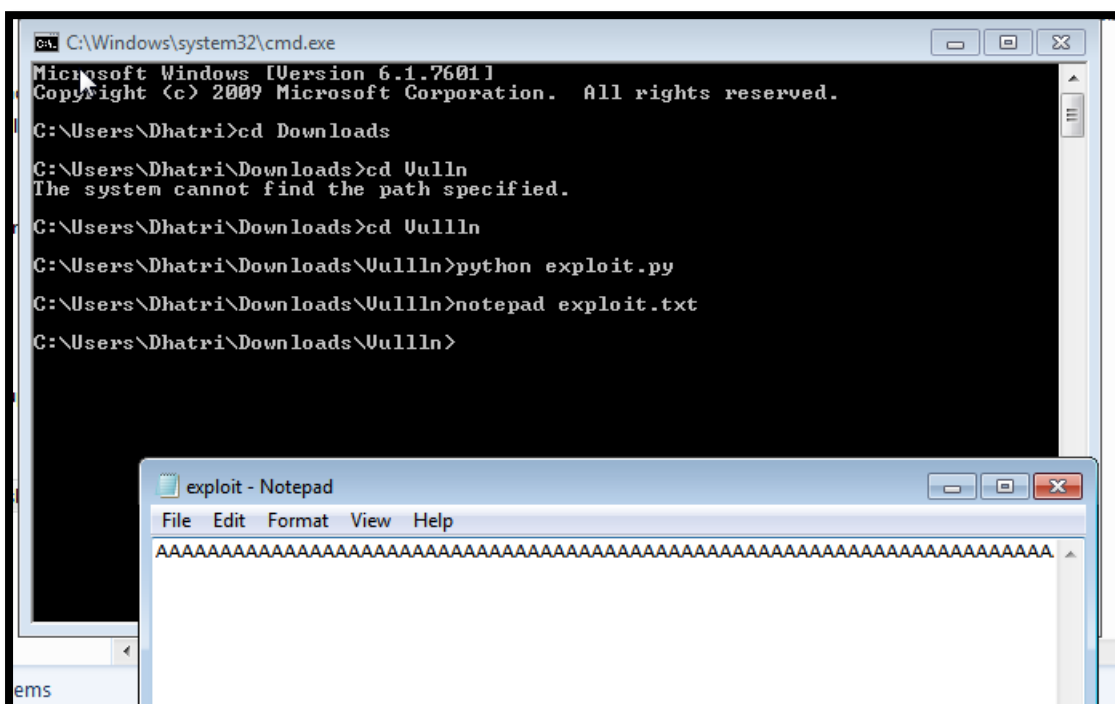 C:\Windows\system32\cmd.exe
Microsoft Windows [Version 6.1.7601]
Copyright (c) 2009 Microsoft Corporation. All rights reserved.
C:\Users\Dhatri>cd Downloads
C:\Users\Dhatri\Downloads>cd Vulln
The system cannot find the path specified.
C:\Users\Dhatri\Downloads>cd Vullln
C:\Users\Dhatri\Downloads\Vullln>python exploit.py
C:\Users\Dhatri\Downloads\Vullln>notepad exploit.txt
C:\Users\Dhatri\Downloads\Vullln>
exploit - Notepad
File Edit Format View Help
AAAAAAAAAAAAAAAAAAAAAAAAAAAAAAAAAAAAAAAAAAAAAAAAAAAAAAAAAAAAAAAAAAAAAA
ems